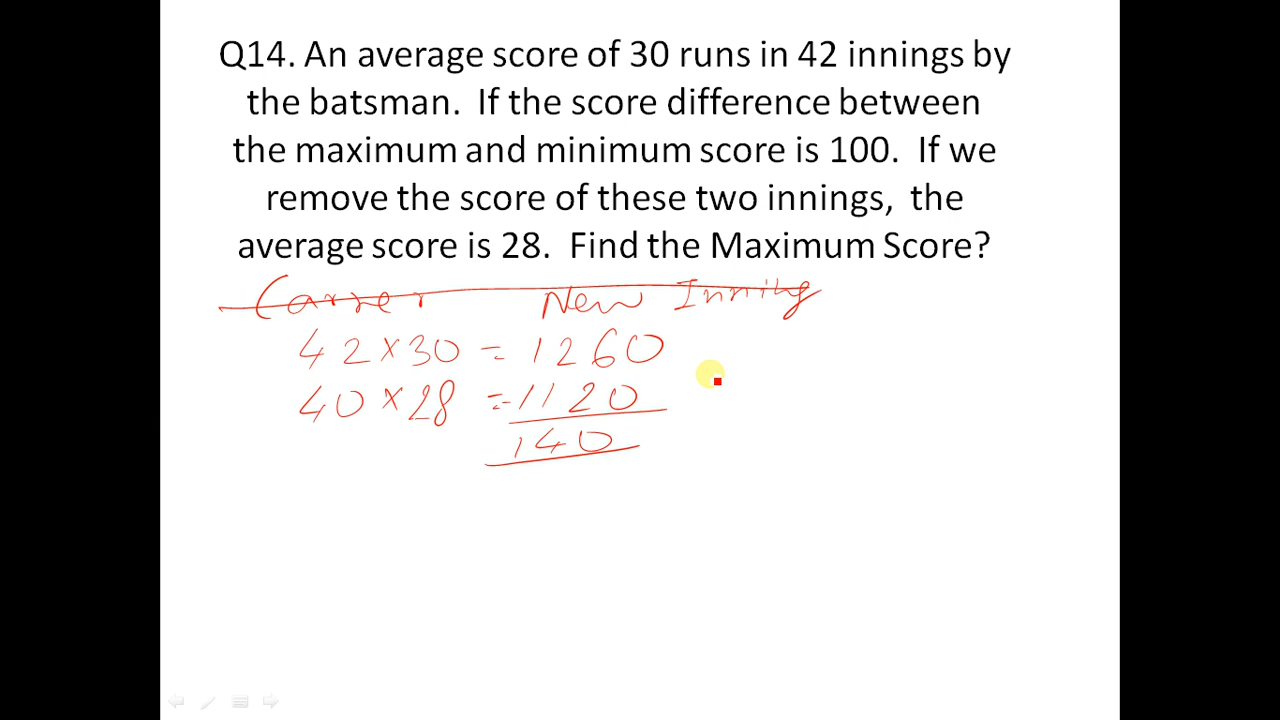 Q14. An average score of 30 runs in 42 innings by
the batsman. If the score difference between
the maximum and minimum score is 100. If we
remove the score of these two innings, the
average score is 28. Find the Maximum Score?
Carrer New Inning
42 × 30 = 1260
40 × 28 = 1120
140